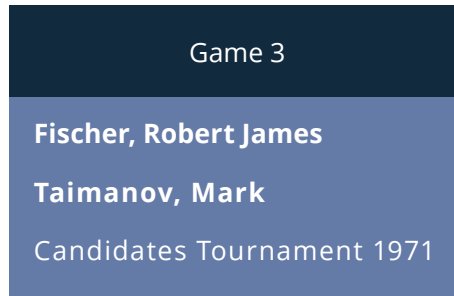 Game 3
Fischer, Robert James
Taimanov, Mark
Candidates Tournament 1971